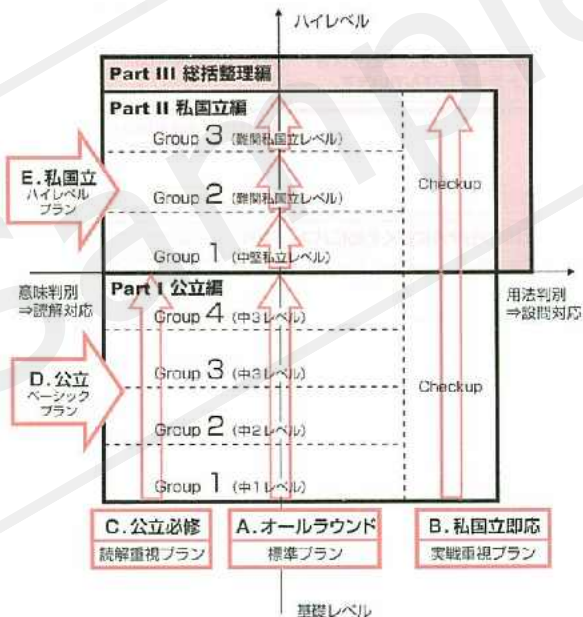 ハイレベル
Part III 総括整理編
Part II 私国立編
Group 3 (難関私国立レベル)
E.私国立
ハイレベル
プラン
Group 2 (難関私国立レベル)
Checkup
Group 1 (中堅私立レベル)
意味判別
⇒読解対応
用法判別
⇒設問対応
Part I 公立編
Group 4 (中3レベル)
D.公立
ベーシック
プラン
Group 3 (中3レベル)
Checkup
Group 2 (中2レベル)
Group 1 (中1レベル)
C.公立必修
読解重視プラン
A.オールラウンド
標準プラン
B.私国立即応
実戦重視プラン
基礎レベル
Sample